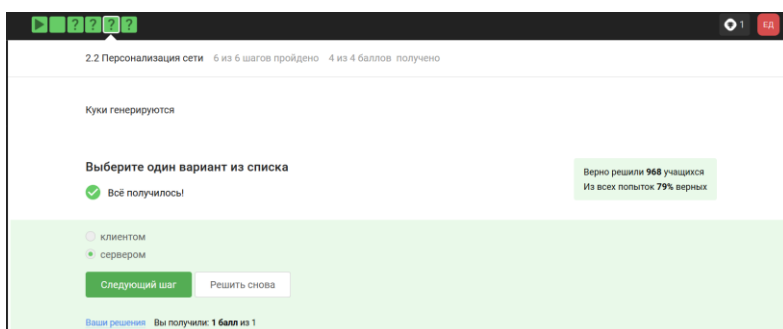 ? ? ? ?
1 ЕД
2.2 Персонализация сети 6 из 6 шагов пройдено 4 из 4 баллов получено
Куки генерируются
Выберите один вариант из списка
Всё получилось!
Верно решили 968 учащихся
Из всех попыток 79% верных
клиентом
сервером
Следующий шаг Решить снова
Ваши решения Вы получили: 1 балл из 1